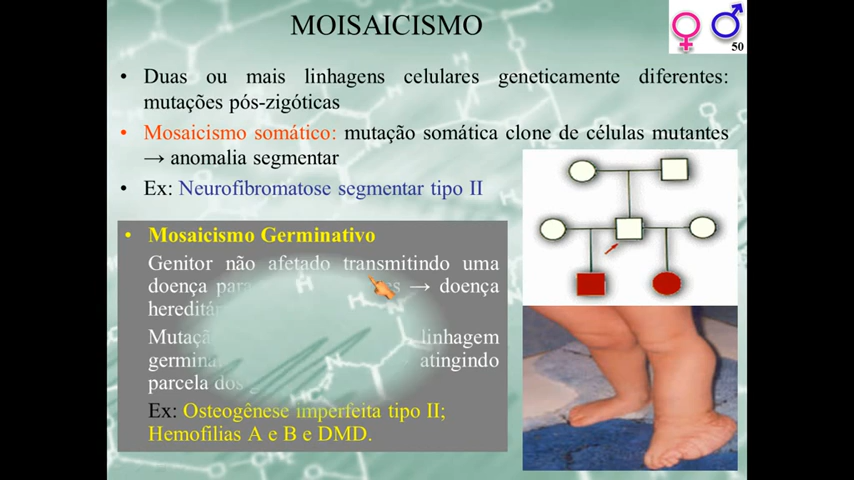 MOISAICISMO
50
• Duas ou mais linhagens celulares geneticamente diferentes:
mutações pós-zigóticas
• Mosaicismo somático: mutação somática clone de células mutantes
→ anomalia segmentar
• Ex: Neurofibromatose segmentar tipo II
• Mosaicismo Germinativo
Genitor não afetado transmitindo uma
doença para → doença
linhagem
atingindo
parcela dos
Ex: Osteogênese imperfeita tipo II;
Hemofilias A e B e DMD.